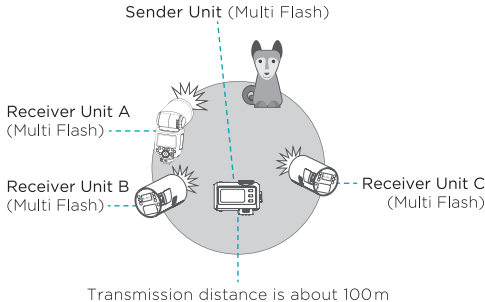 Sender Unit (Multi Flash)
Receiver Unit A
(Multi Flash)
Receiver Unit B
(Multi Flash)
Receiver Unit C
(Multi Flash)
Transmission distance is about 100m